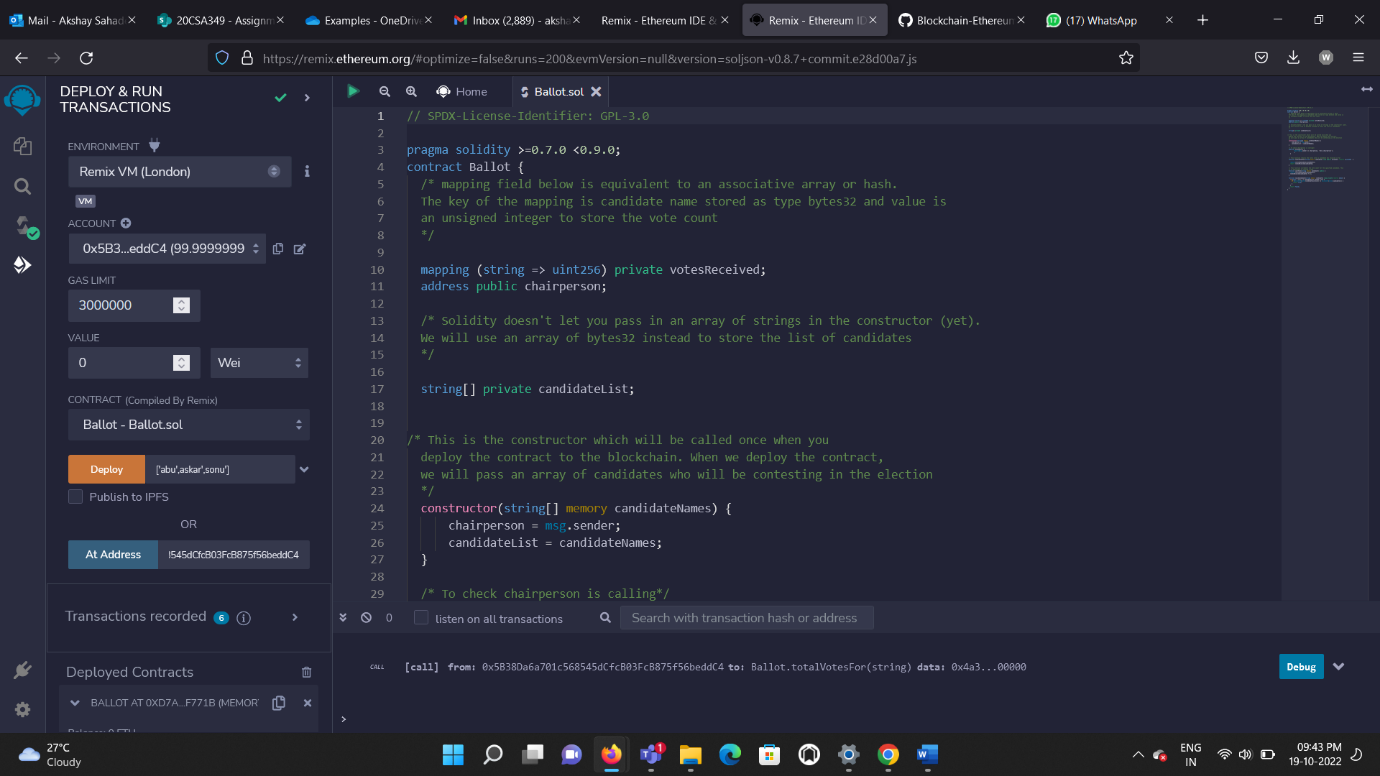 Mail - Akshay Sahade
20CSA349 - Assignm
Examples - OneDrive
Inbox (2,889) - aksha
Remix - Ethereum IDE &
Remix - Ethereum IDE
Blockchain-Ethereum
(17) WhatsApp
https://remix.ethereum.org/#optimize=false&runs=200&evmVersion=null&version=soljson-v0.8.7+commit.e28d00a7.js
W
DEPLOY & RUN
TRANSACTIONS
ENVIRONMENT
Remix VM (London)
VM
ACCOUNT
0x5B3...eddC4 (99.9999999
GAS LIMIT
3000000
VALUE
0
Wei
CONTRACT (Compiled By Remix)
Ballot - Ballot.sol
Deploy
['abu',askar',sonu']
Publish to IPFS
OR
At Address
545dCfcB03FcB875f56beddC4
Transactions recorded 6 i
Deployed Contracts
BALLOT AT 0XD7A...F771B (MEMOR
Balance: 0 ETH
Home
Ballot.sol
1 // SPDX-License-Identifier: GPL-3.0
2
3 pragma solidity >=0.7.0 <0.9.0;
4 contract Ballot {
5 /* mapping field below is equivalent to an associative array or hash.
6 The key of the mapping is candidate name stored as type bytes32 and value is
7 an unsigned integer to store the vote count
8 */
9
10 mapping (string => uint256) private votesReceived;
11 address public chairperson;
12
13 /* Solidity doesn't let you pass in an array of strings in the constructor (yet).
14 We will use an array of bytes32 instead to store the list of candidates
15 */
16
17 string[] private candidateList;
18
19
20 /* This is the constructor which will be called once when you
21 deploy the contract to the blockchain. When we deploy the contract,
22 we will pass an array of candidates who will be contesting in the election
23 */
24 constructor(string[] memory candidateNames) {
25 chairperson = msg.sender;
26 candidateList = candidateNames;
27 }
28
29 /* To check chairperson is calling*/
0
listen on all transactions
Search with transaction hash or address
CALL [call] from: 0x5B38Da6a701c568545dCfcB03FcB875f56beddC4 to: Ballot.totalVotesFor(string) data: 0x4a3...00000
Debug
>
27°C
Cloudy
1
ENG
IN
09:43 PM
19-10-2022